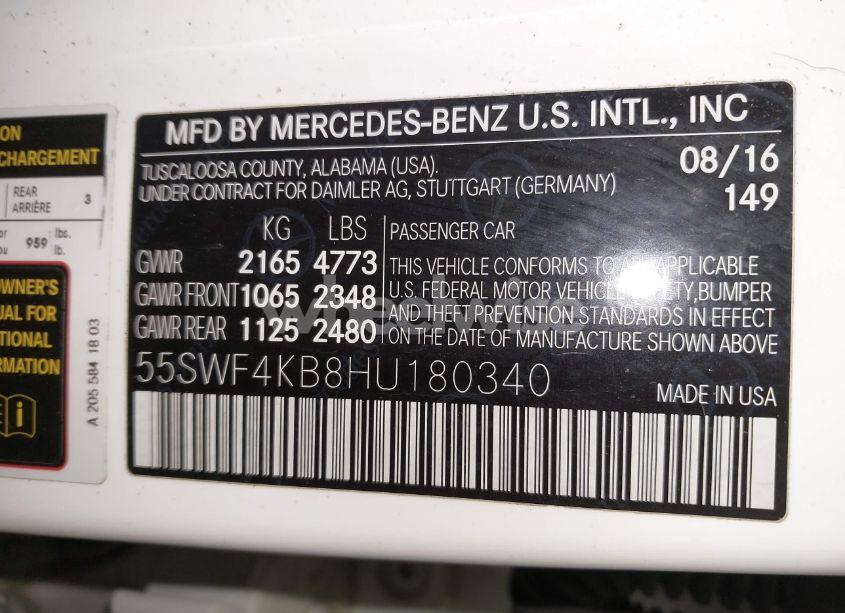 ION
CHARGEMENT
REAR
ARRIÈRE
3
or
ou
959
lbs.
lb.
OWNER'S
UAL FOR
TIONAL
RMATION
A 205 584 18 03
MFD BY MERCEDES-BENZ U.S. INTL., INC
TUSCALOOSA COUNTY, ALABAMA (USA). 08/16
UNDER CONTRACT FOR DAIMLER AG, STUTTGART (GERMANY) 149
KG LBS PASSENGER CAR
GVWR 2165 4773
GAWR FRONT 1065 2348
GAWR REAR 1125 2480
THIS VEHICLE CONFORMS TO ALL APPLICABLE
U.S. FEDERAL MOTOR VEHICLE SAFETY, BUMPER
AND THEFT PREVENTION STANDARDS IN EFFECT
ON THE DATE OF MANUFACTURE SHOWN ABOVE
55SWF4KB8HU180340
MADE IN USA